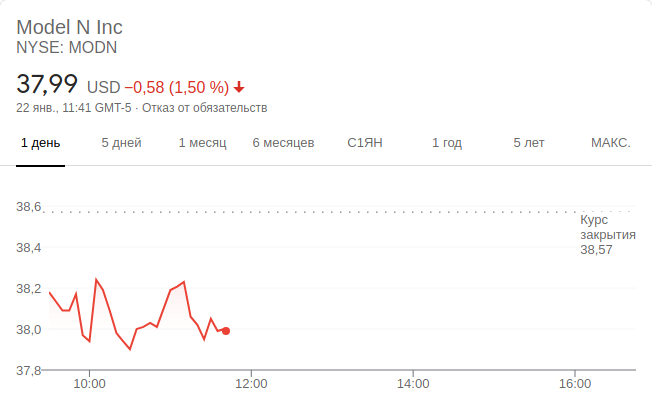 Model N Inc
NYSE: MODN
37,99 USD −0,58 (1,50 %)
22 янв., 11:41 GMT-5 · Отказ от обязательств
1 день 5 дней 1 месяц 6 месяцев С1ЯН 1 год 5 лет МАКС.
38,6
Курс
закрытия
38,57
38,4
38,2
38,0
37,8
10:00 12:00 14:00 16:00